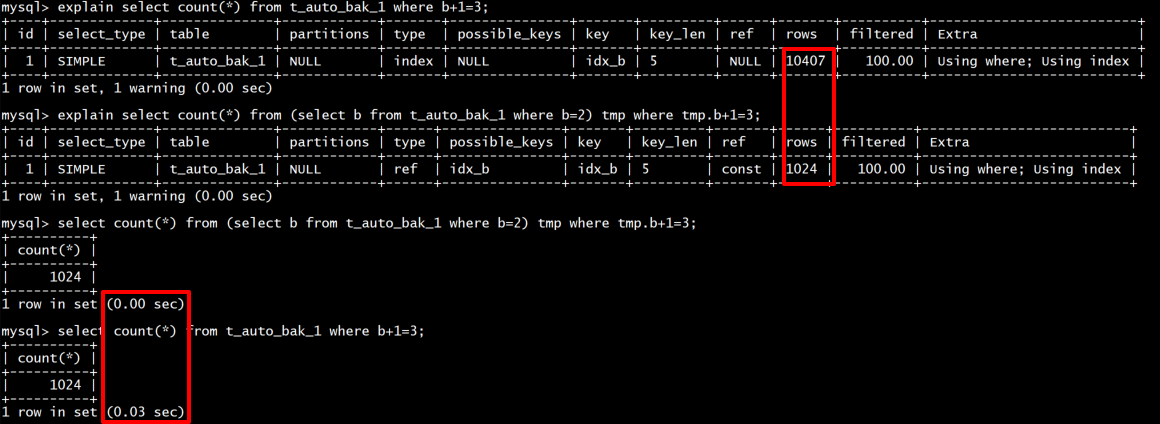 mysql> explain select count(*) from t_auto_bak_1 where b+1=3;
+----+-------------+--------------+------------+-------+---------------+-------+---------+------+-------+----------+--------------------------+
| id | select_type | table        | partitions | type  | possible_keys | key   | key_len | ref  | rows  | filtered | Extra                    |
+----+-------------+--------------+------------+-------+---------------+-------+---------+------+-------+----------+--------------------------+
|  1 | SIMPLE      | t_auto_bak_1 | NULL       | index | NULL          | idx_b | 5       | NULL | 10407 |   100.00 | Using where; Using index |
+----+-------------+--------------+------------+-------+---------------+-------+---------+------+-------+----------+--------------------------+
1 row in set, 1 warning (0.00 sec)
mysql> explain select count(*) from (select b from t_auto_bak_1 where b=2) tmp where tmp.b+1=3;
+----+-------------+--------------+------------+------+---------------+-------+---------+-------+------+----------+--------------------------+
| id | select_type | table        | partitions | type | possible_keys | key   | key_len | ref   | rows | filtered | Extra                    |
+----+-------------+--------------+------------+------+---------------+-------+---------+-------+------+----------+--------------------------+
|  1 | SIMPLE      | t_auto_bak_1 | NULL       | ref  | idx_b         | idx_b | 5       | const | 1024 |   100.00 | Using where; Using index |
+----+-------------+--------------+------------+------+---------------+-------+---------+-------+------+----------+--------------------------+
1 row in set, 1 warning (0.00 sec)
mysql> select count(*) from (select b from t_auto_bak_1 where b=2) tmp where tmp.b+1=3;
+----------+
| count(*) |
+----------+
|     1024 |
+----------+
1 row in set (0.00 sec)
mysql> select count(*) from t_auto_bak_1 where b+1=3;
+----------+
| count(*) |
+----------+
|     1024 |
+----------+
1 row in set (0.03 sec)